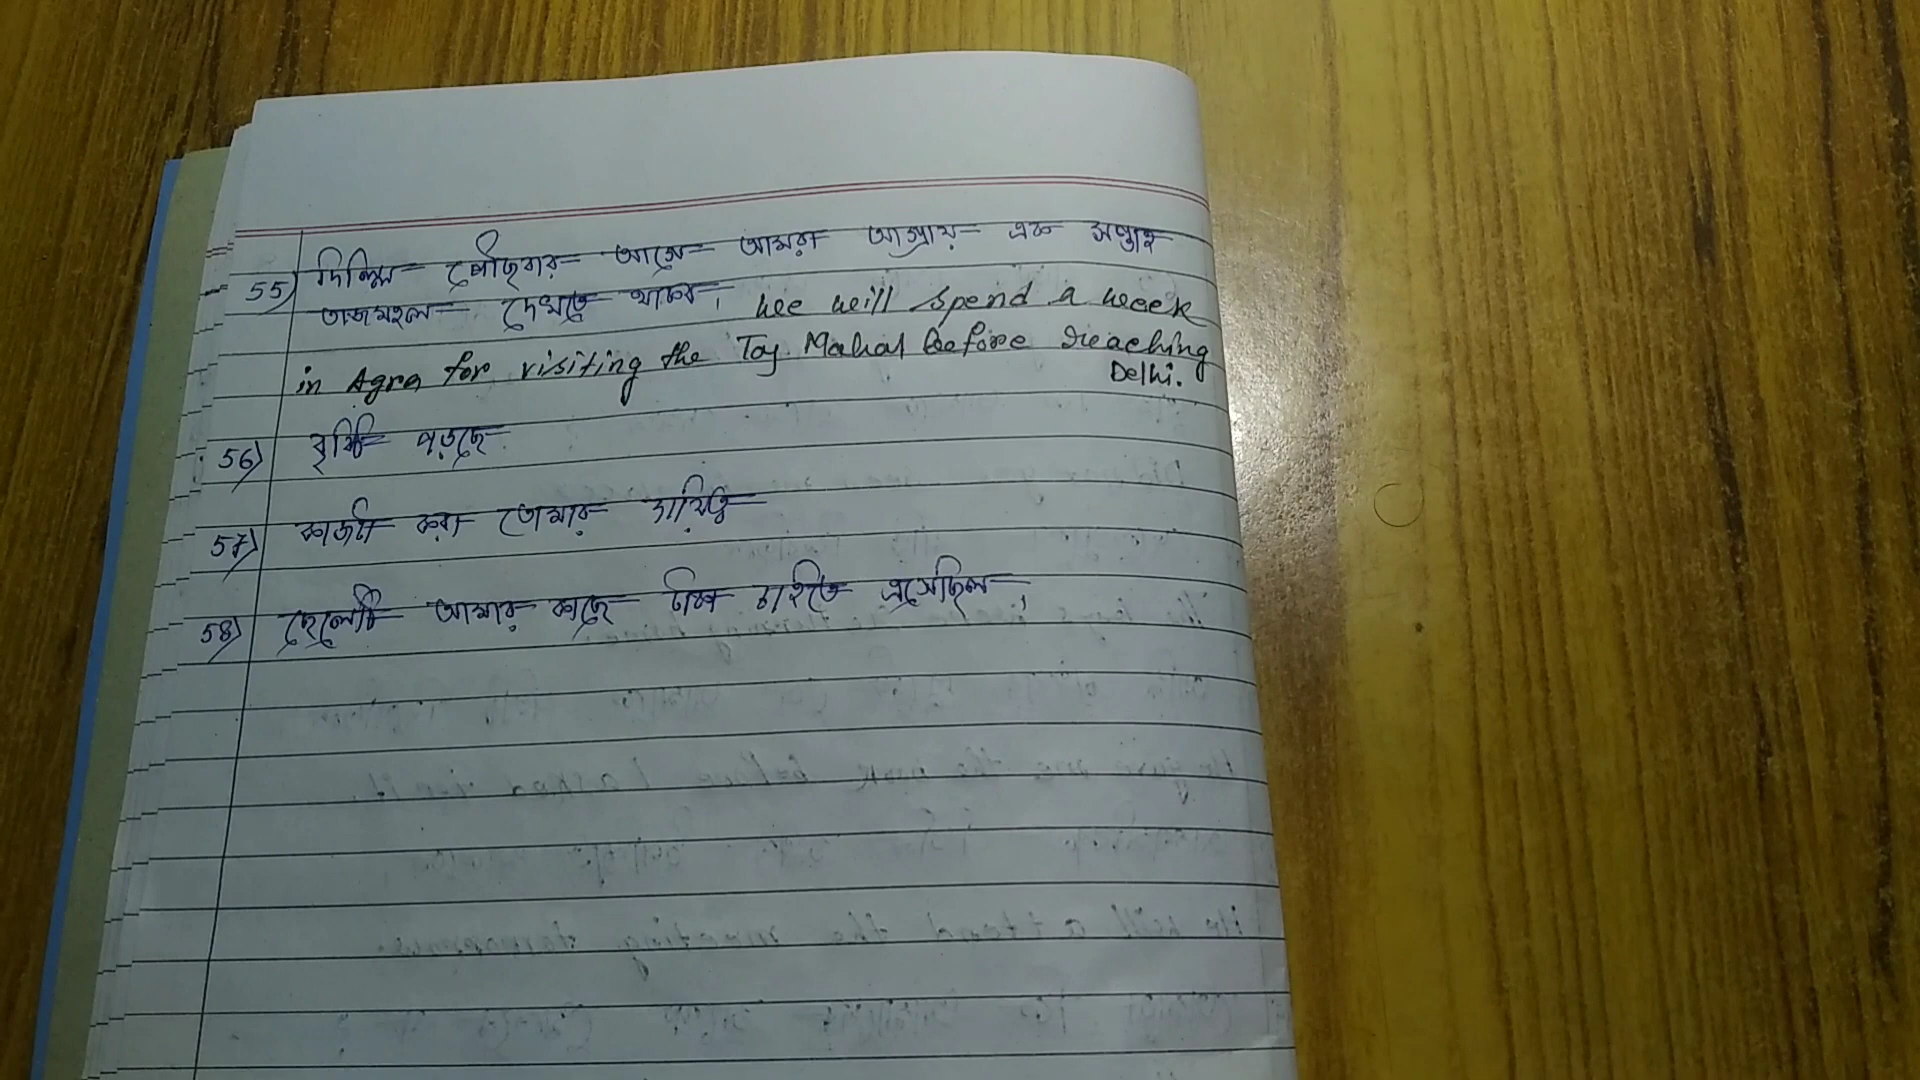 55) দিল্লি পৌঁছবার আগে আমরা আগ্রায় এক সপ্তাহ
তাজমহল দেখতে থাকব। We will spend a week
in Agra for visiting the Taj Mahal before reaching
Delhi.
56) বৃষ্টি পড়ছে
57) কাজটা করা তোমার দায়িত্ব
58) ছেলেটি আমার কাছে টাকা চাইতে এসেছিল।